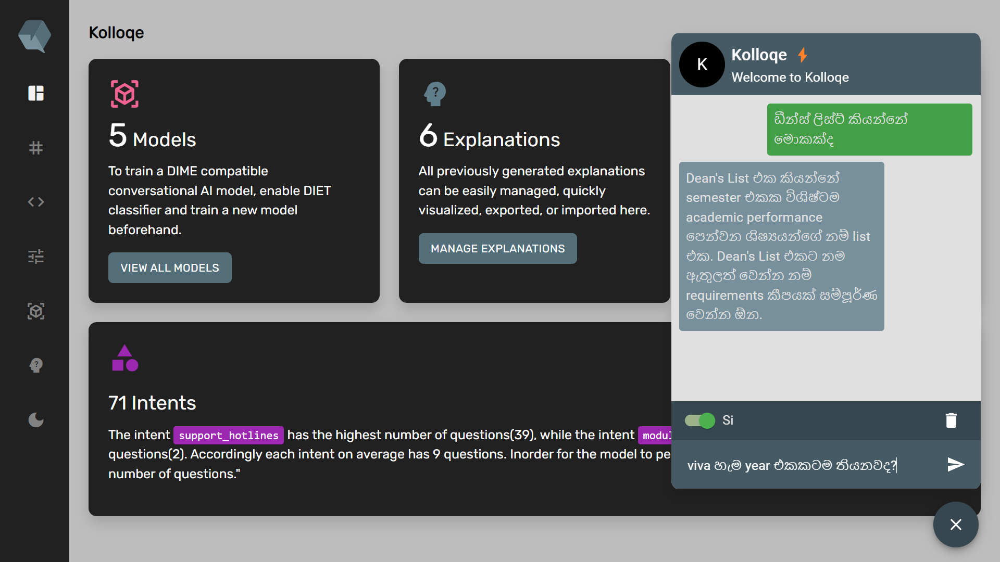 Kolloqe
5 Models
To train a DIME compatible
conversational AI model, enable DIET
classifier and train a new model
beforehand.
VIEW ALL MODELS
6 Explanations
All previously generated explanations
can be easily managed, quickly
visualized, exported, or imported here.
MANAGE EXPLANATIONS
71 Intents
The intent support_hotlines has the highest number of questions(39), while the intent modul
questions(2). Accordingly each intent on average has 9 questions. Inorder for the model to pe
number of questions."
K
Kolloqe
Welcome to Kolloqe
ඩීන්ස් ලිස්ට් කියන්නේ
මොකක්ද
Dean's List එක කියන්නේ
semester එකක විශිෂ්ටම
academic performance
පෙන්වන ශිෂ්‍යයන්ගේ නම් list
එක. Dean's List එකට නම
ඇතුලත් වෙන්න නම්
requirements කීපයක් සම්පූර්ණ
වෙන්න ඕන.
Si
viva හැම year එකකටම තියනවද?